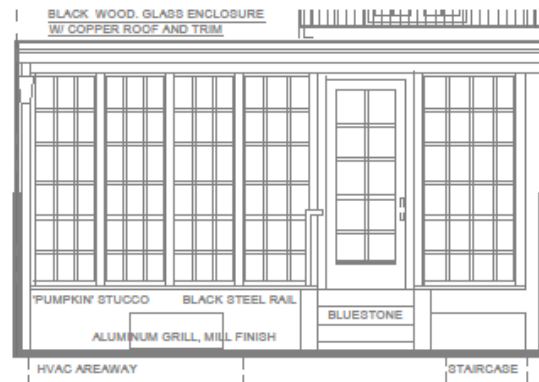 BLACK WOOD. GLASS ENCLOSURE
W/ COPPER ROOF AND TRIM
'PUMPKIN' STUCCO
BLACK STEEL RAIL
BLUESTONE
ALUMINUM GRILL, MILL FINISH
HVAC AREAWAY
STAIRCASE